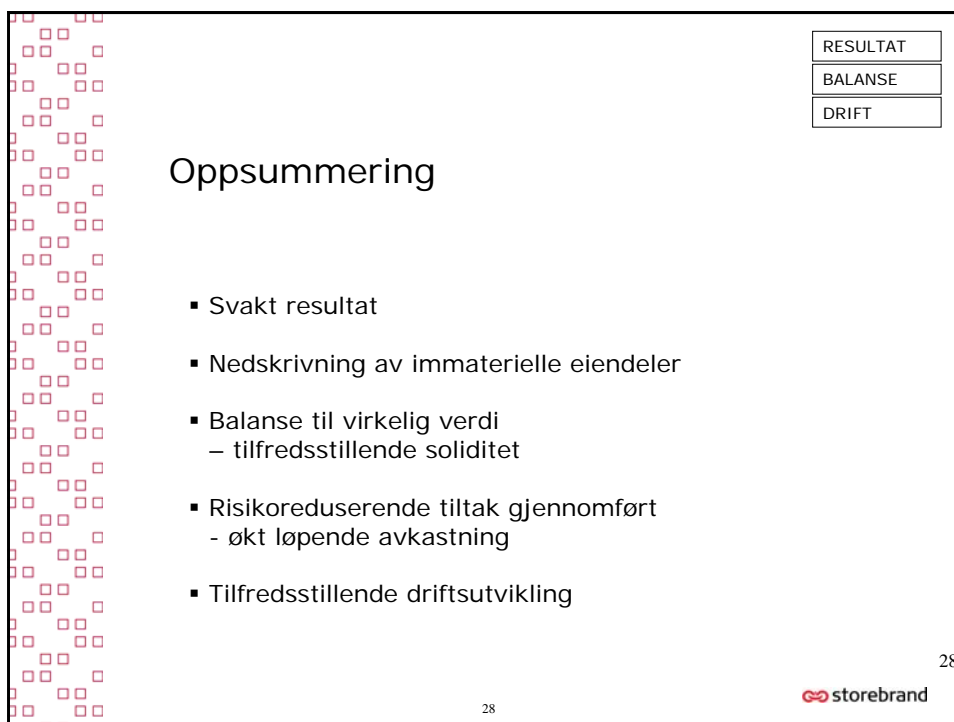 RESULTAT
BALANSE
DRIFT
Oppsummering
▪ Svakt resultat
▪ Nedskrivning av immaterielle eiendeler
▪ Balanse til virkelig verdi
– tilfredsstillende soliditet
▪ Risikoreduserende tiltak gjennomført
- økt løpende avkastning
▪ Tilfredsstillende driftsutvikling
28
storebrand
28